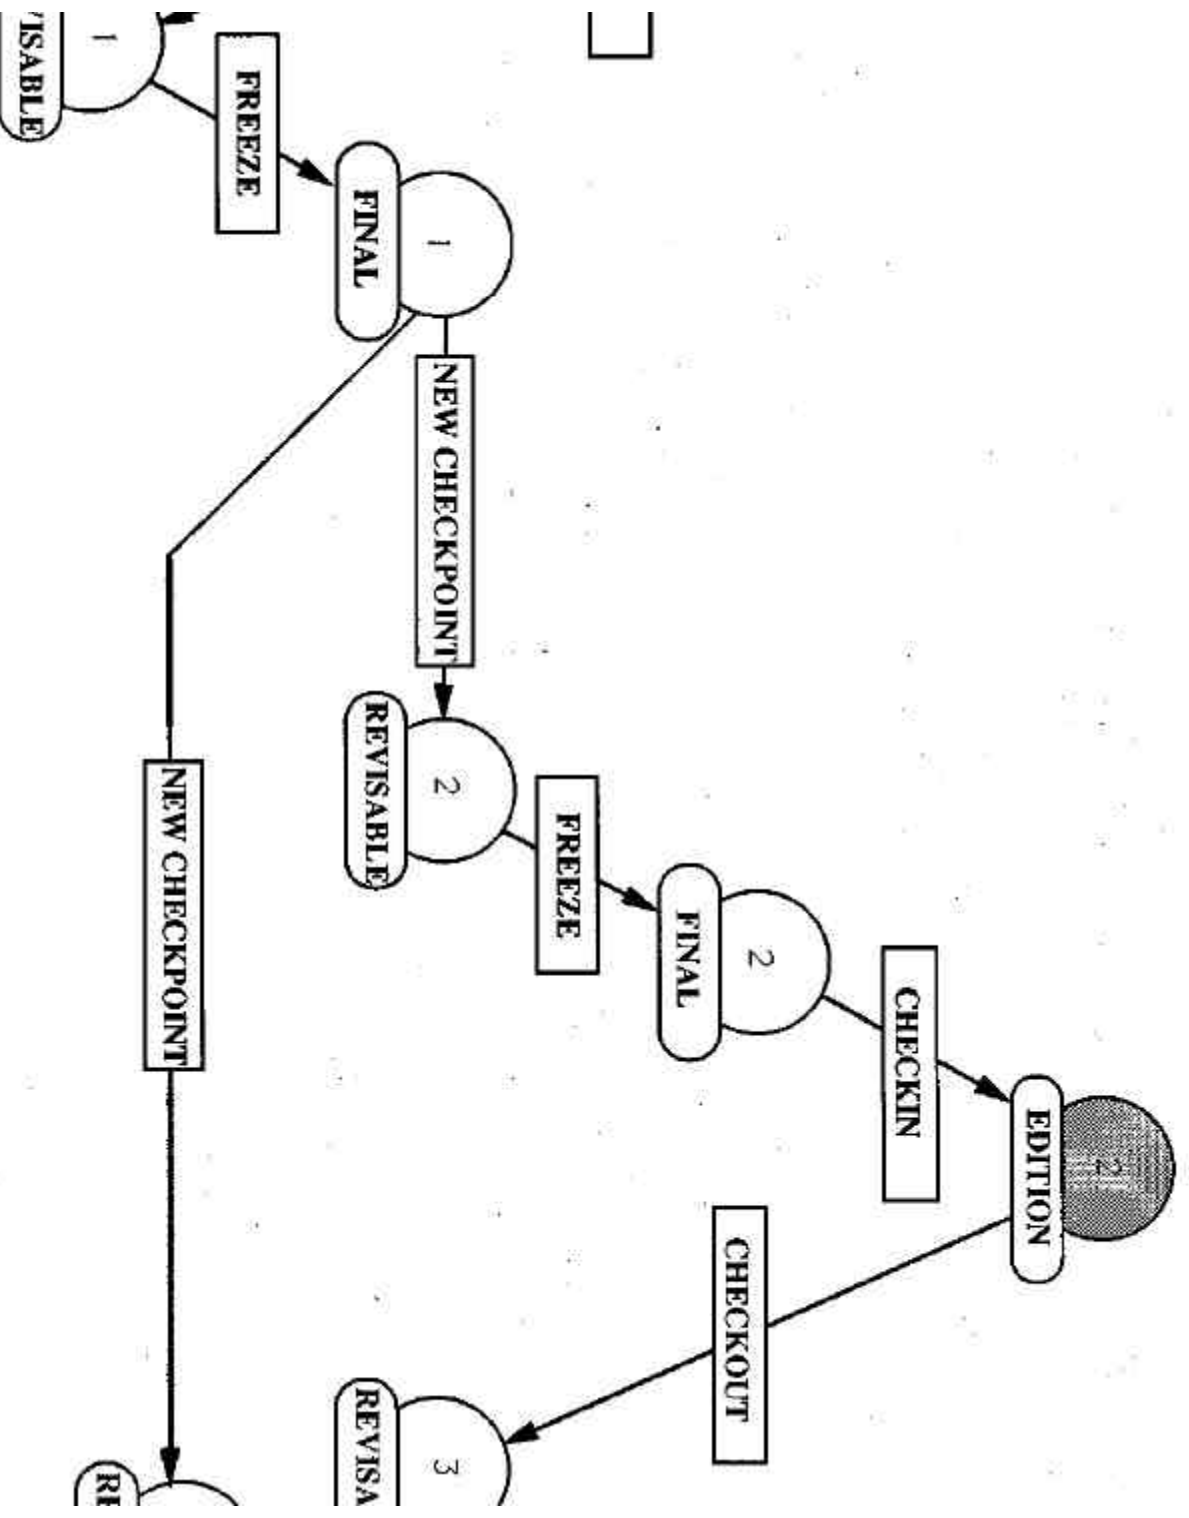 1
VISABLE
FREEZE
1
FINAL
NEW CHECKPOINT
2
REVISABLE
FREEZE
2
FINAL
CHECKIN
2
EDITION
CHECKOUT
3
REVISA
NEW CHECKPOINT
RE